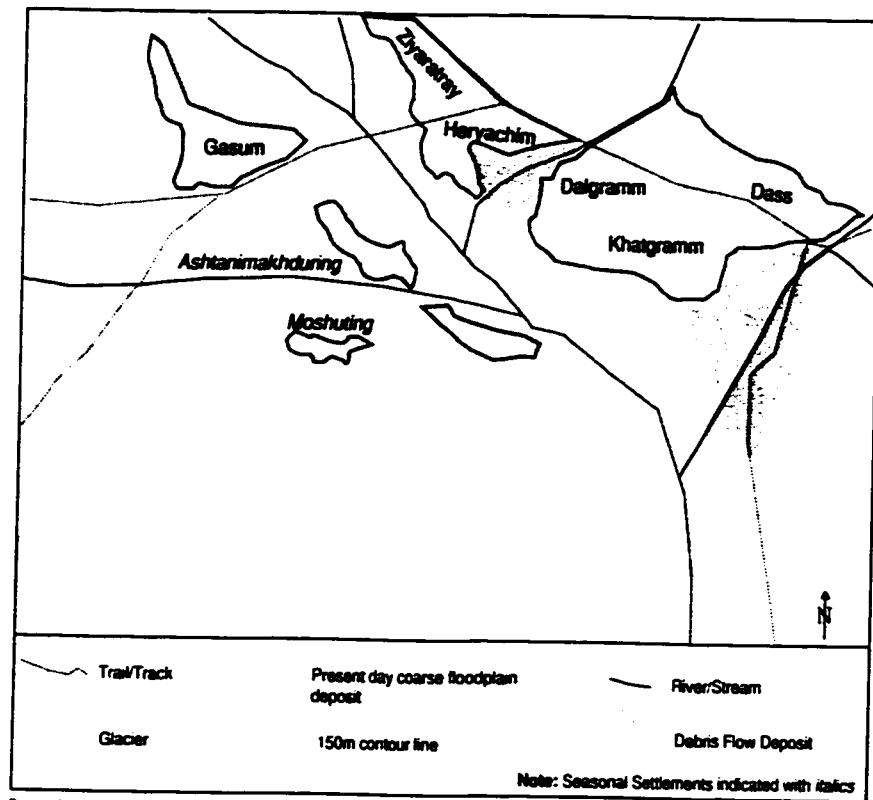 Ziyaratray
Heryachim
Gasum
Dalgramm
Dass
Khatgramm
Ashtanimakhduring
Moshuting
N
Trail/Track
Present day coarse floodplain
deposit
River/Stream
Glacier
150m contour line
Debris Flow Deposit
Note: Seasonal Settlements indicated with italics